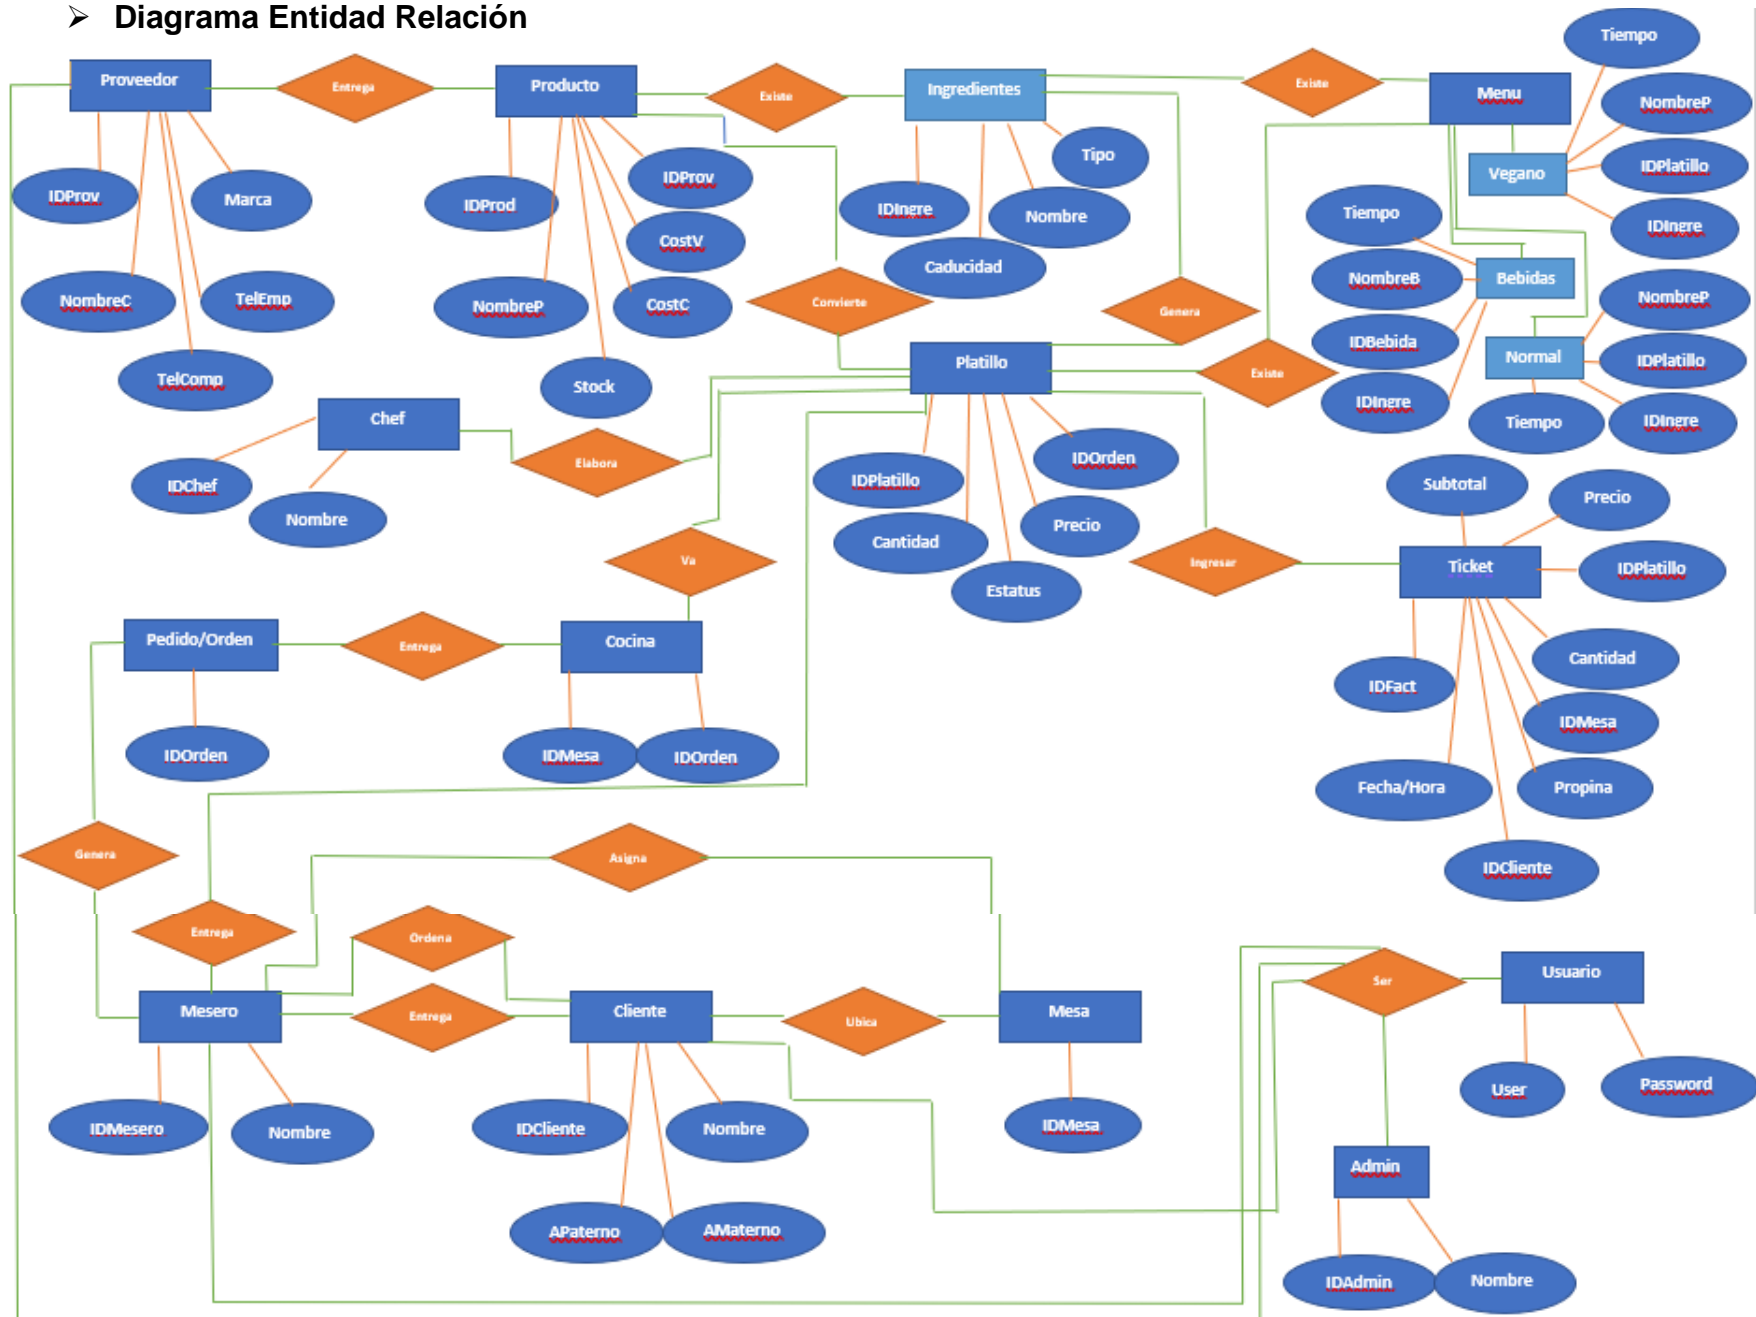 ➢ Diagrama Entidad Relación
Tiempo
Proveedor
Entrega
Producto
Existe
Ingredientes
Existe
Menu
NombreP
Tipo
Vegano
IDPlatillo
IDProv
Marca
IDProd
IDProv
IDIngre
Nombre
Tiempo
IDIngre
CostV
Caducidad
NombreB
Bebidas
NombreP
NombreC
TelEmp
NombreP
CostC
Convierte
Genera
IDBebida
Normal
IDPlatillo
TelComp
Stock
Platillo
Existe
IDIngre
Tiempo
IDIngre
Chef
Elabora
IDOrden
IDChef
Nombre
IDPlatillo
Subtotal
Precio
Cantidad
Precio
Va
Estatus
Ingresar
Ticket
IDPlatillo
Pedido/Orden
Entrega
Cocina
Cantidad
IDFact
IDMesa
IDOrden
IDMesa
IDOrden
Fecha/Hora
Propina
Genera
Asigna
IDCliente
Entrega
Ordena
Ser
Usuario
Mesero
Entrega
Cliente
Ubica
Mesa
User
Password
IDMesero
Nombre
IDCliente
Nombre
IDMesa
Admin
APaterno
AMaterno
IDAdmin
Nombre